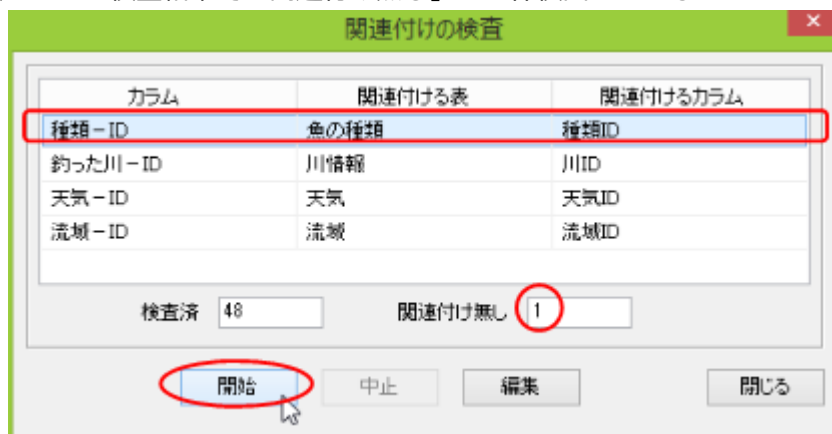 関連付けの検査
カラム 関連付ける表 関連付けるカラム
種類－ID 魚の種類 種類ID
釣った川－ID 川情報 川ID
天気－ID 天気 天気ID
流域－ID 流域 流域ID
検査済 48 関連付け無し 1
開始 中止 編集 閉じる